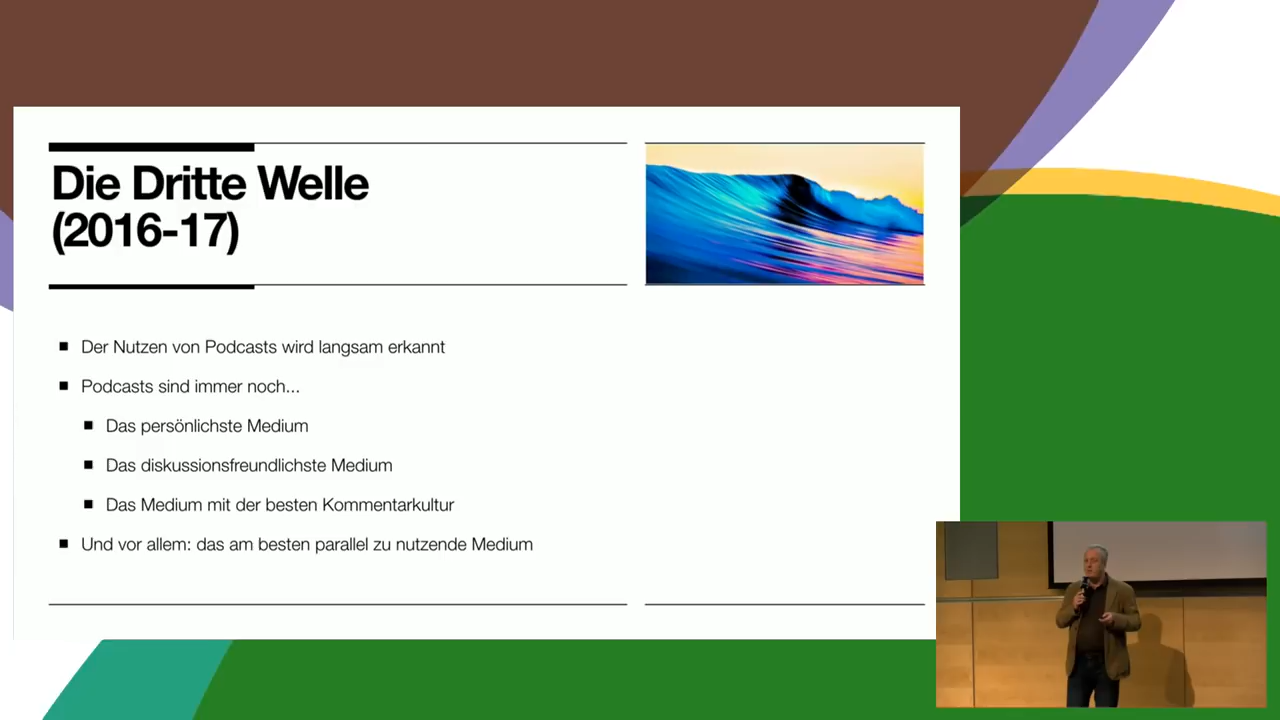 Die Dritte Welle
(2016-17)
Der Nutzen von Podcasts wird langsam erkannt
Podcasts sind immer noch...
Das persönlichste Medium
Das diskussionsfreundlichste Medium
Das Medium mit der besten Kommentarkultur
Und vor allem: das am besten parallel zu nutzende Medium